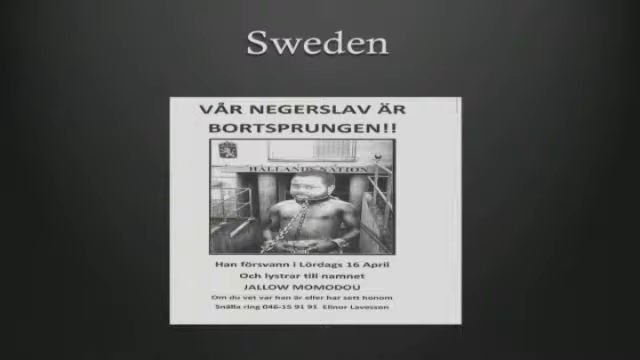 Sweden
VÅR NEGERSLAV ÄR
BORTSPRUNGEN!!
HALLANDS NATION
Han försvann i Lördags 16 April
Och lystrar till namnet
JALLOW MOMODOU
Om du vet var han är eller har sett honom
Snälla ring 046-15 91 91 Elinor Lavesson